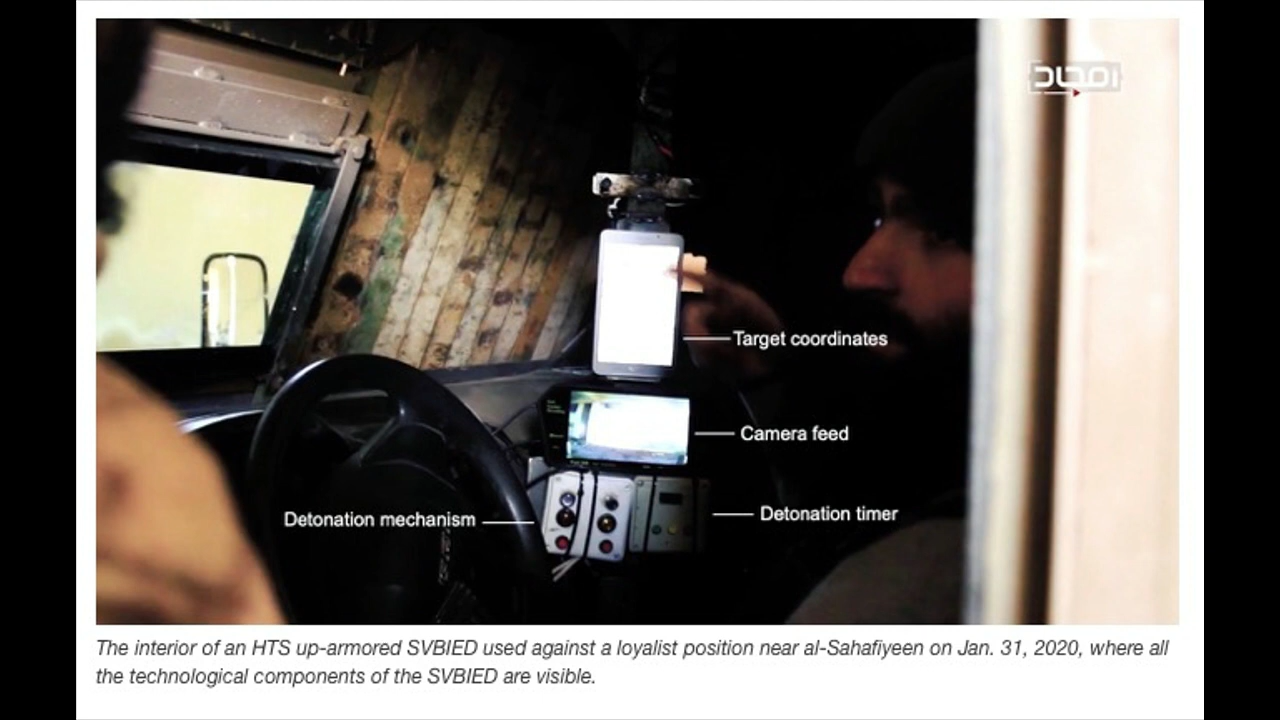 امجاد
Target coordinates
Camera feed
Detonation mechanism
Detonation timer
The interior of an HTS up-armored SVBIED used against a loyalist position near al-Sahafiyeen on Jan. 31, 2020, where all
the technological components of the SVBIED are visible.